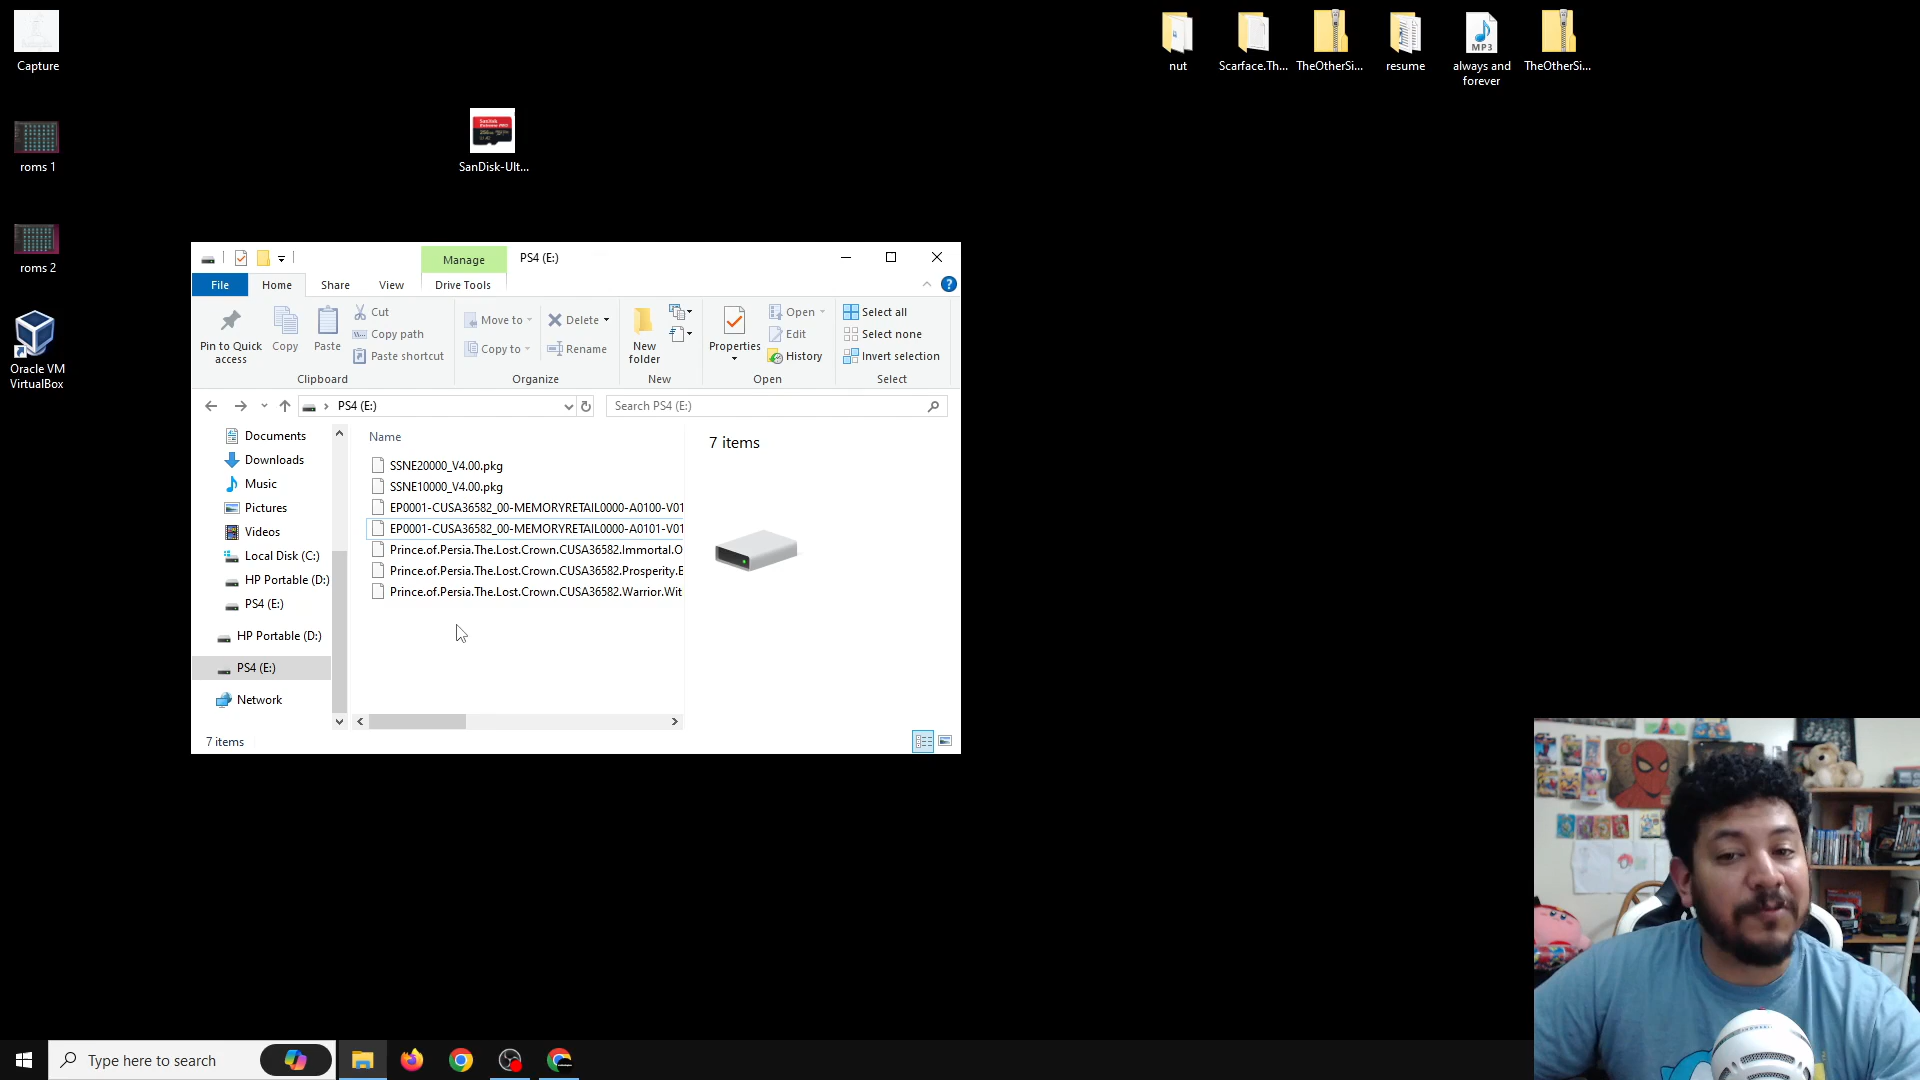 Capture
roms 1
roms 2
Oracle VM
VirtualBox
SanDisk-Ult...
nut
Scarface.Th...
TheOtherSi...
resume
MP3
always and
forever
TheOtherSi...
Manage
PS4 (E:)
File
Home
Share
View
Drive Tools
Pin to Quick
access
Copy
Paste
Cut
Copy path
Paste shortcut
Clipboard
Move to
Copy to
Delete
Rename
Organize
New
folder
New
Properties
Open
Edit
History
Open
Select all
Select none
Invert selection
Select
PS4 (E:)
Search PS4 (E:)
Documents
Downloads
Music
Pictures
Videos
Local Disk (C:)
HP Portable (D:)
PS4 (E:)
HP Portable (D:)
PS4 (E:)
Network
Name
SSNE20000_V4.00.pkg
SSNE10000_V4.00.pkg
EP0001-CUSA36582_00-MEMORYRETAIL0000-A0100-V01
EP0001-CUSA36582_00-MEMORYRETAIL0000-A0101-V01
Prince.of.Persia.The.Lost.Crown.CUSA36582.Immortal.O
Prince.of.Persia.The.Lost.Crown.CUSA36582.Prosperity.B
Prince.of.Persia.The.Lost.Crown.CUSA36582.Warrior.Wit
7 items
7 items
Type here to search